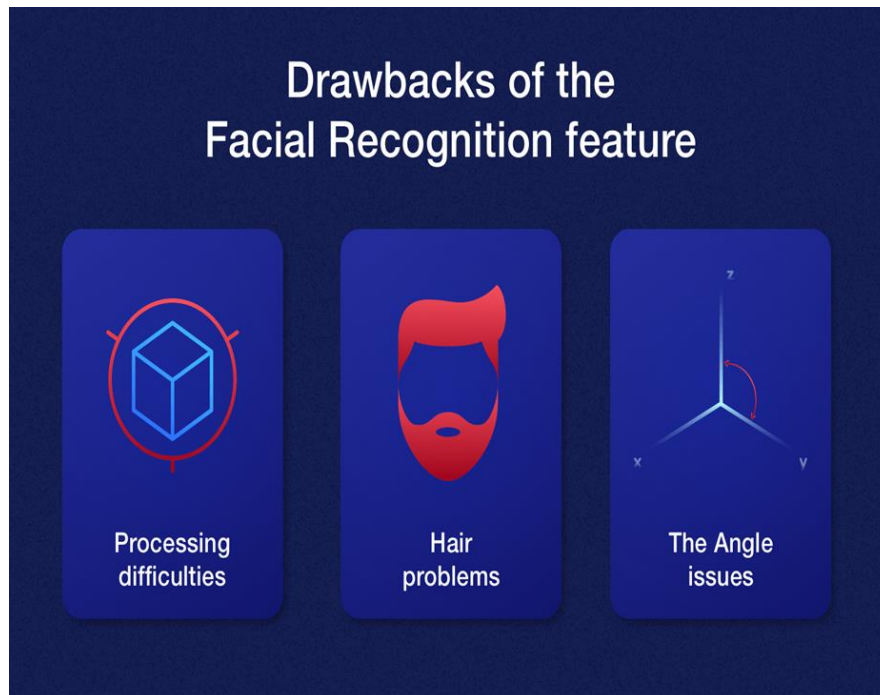 Drawbacks of the
Facial Recognition feature
Processing
difficulties
Hair
problems
z
x
y
The Angle
issues